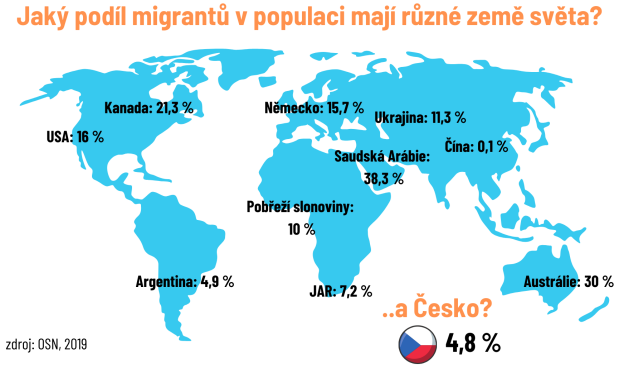 Jaký podíl migrantů v populaci mají různé země světa?
Kanada: 21,3 %
Německo: 15,7 %
Ukrajina: 11,3 %
USA: 16 %
Čína: 0,1 %
Saudská Arábie:
38,3 %
Pobřeží slonoviny:
10 %
Argentina: 4,9 %
JAR: 7,2 %
Austrálie: 30 %
..a Česko?
4,8 %
zdroj: OSN, 2019